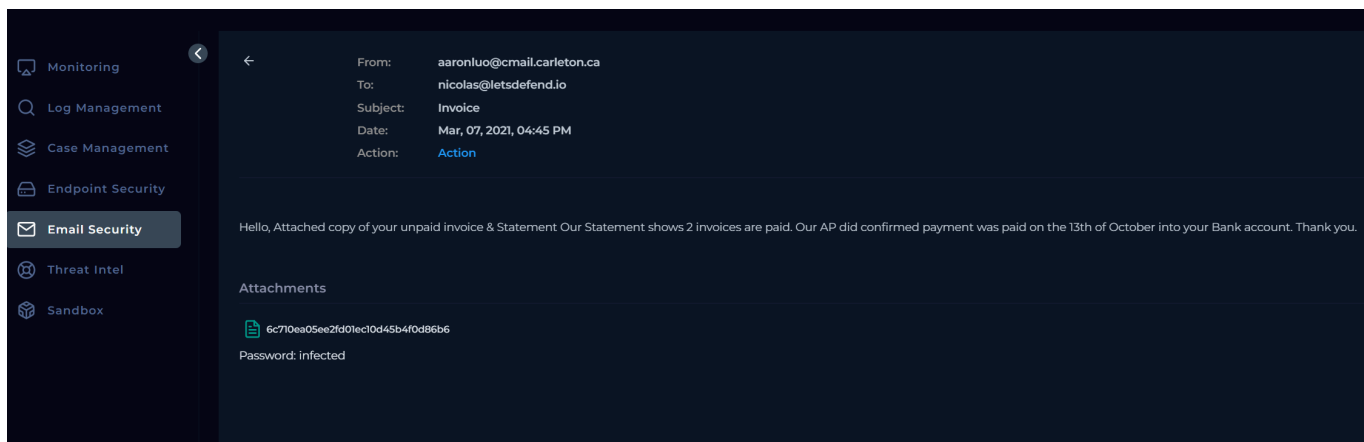 Monitoring
Log Management
Case Management
Endpoint Security
Email Security
Threat Intel
Sandbox
From: aaronluo@cmail.carleton.ca
To: nicolas@letsdefend.io
Subject: Invoice
Date: Mar, 07, 2021, 04:45 PM
Action: Action
Hello, Attached copy of your unpaid invoice & Statement Our Statement shows 2 invoices are paid. Our AP did confirmed payment was paid on the 13th of October into your Bank account. Thank you.
Attachments
6c710ea05ee2fd01ec10d45b4f0d86b6
Password: infected